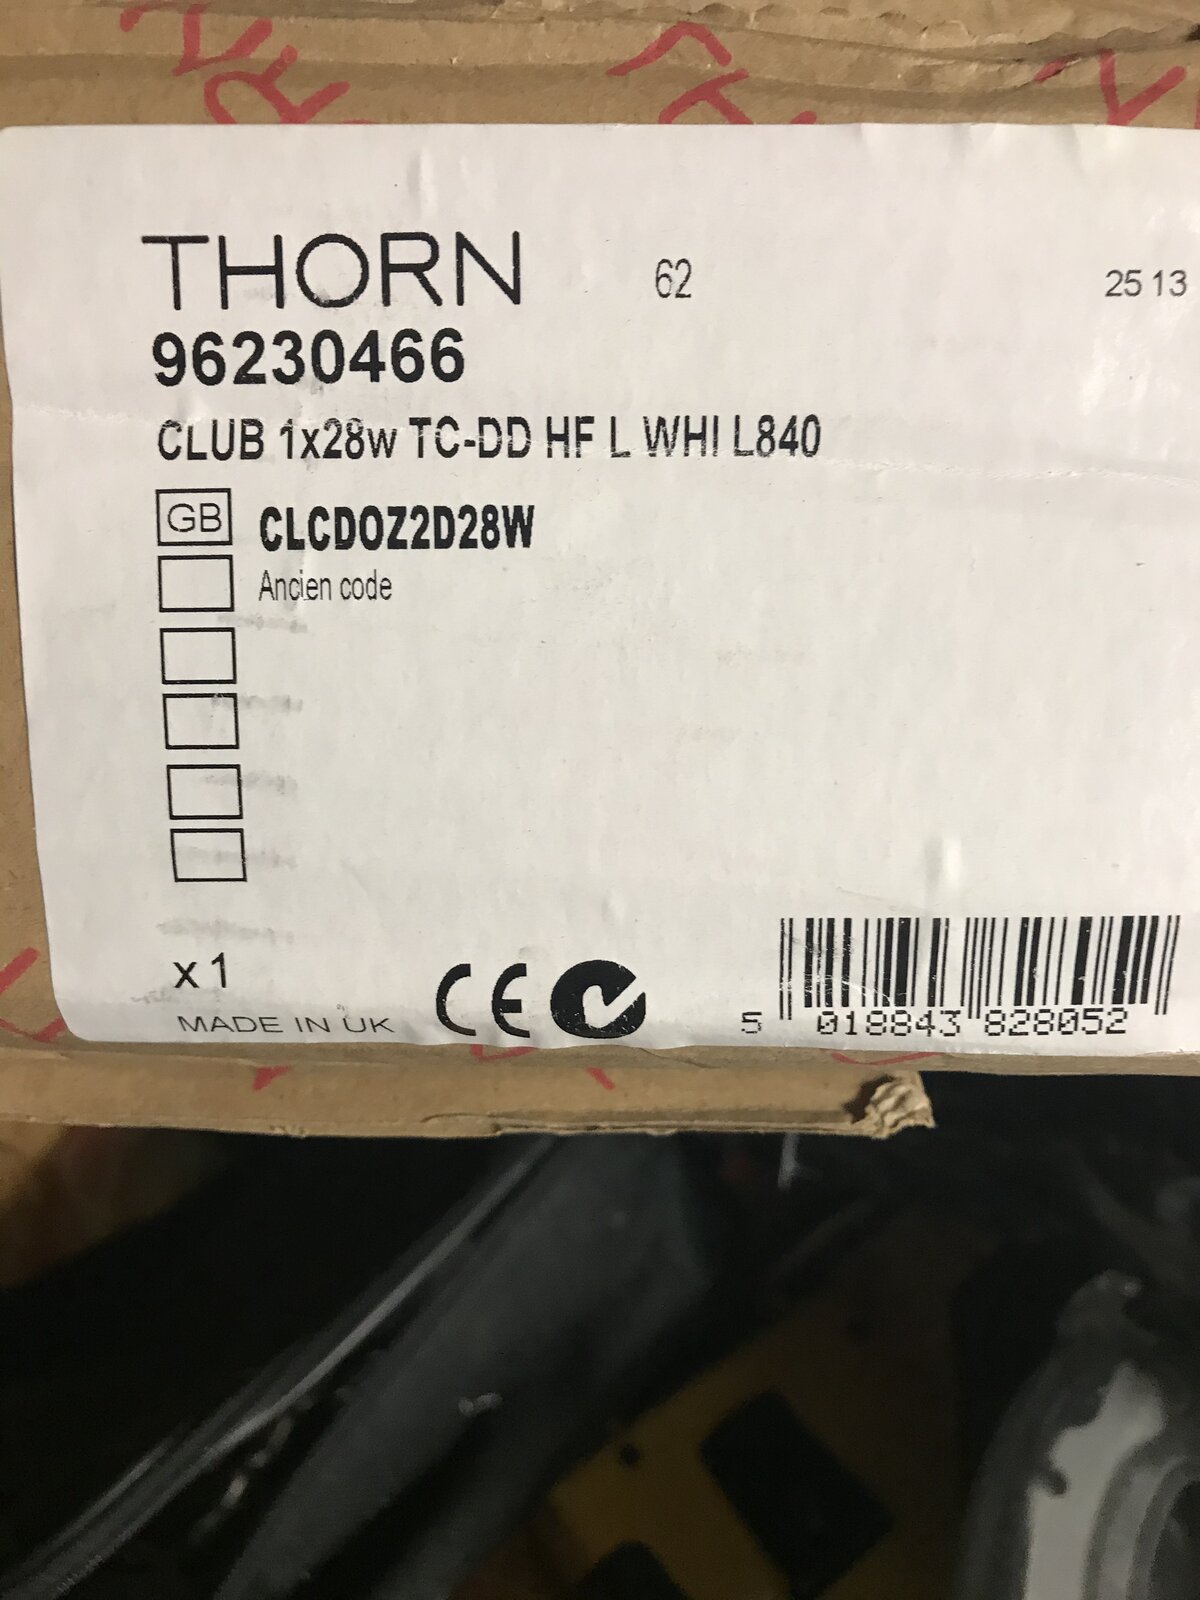 THORN 62 25 13
96230466
CLUB 1x28w TC-DD HF L WHI L840
GB CLCDOZ2D28W
Ancien code
x 1
MADE IN UK CE
5 018843 828052